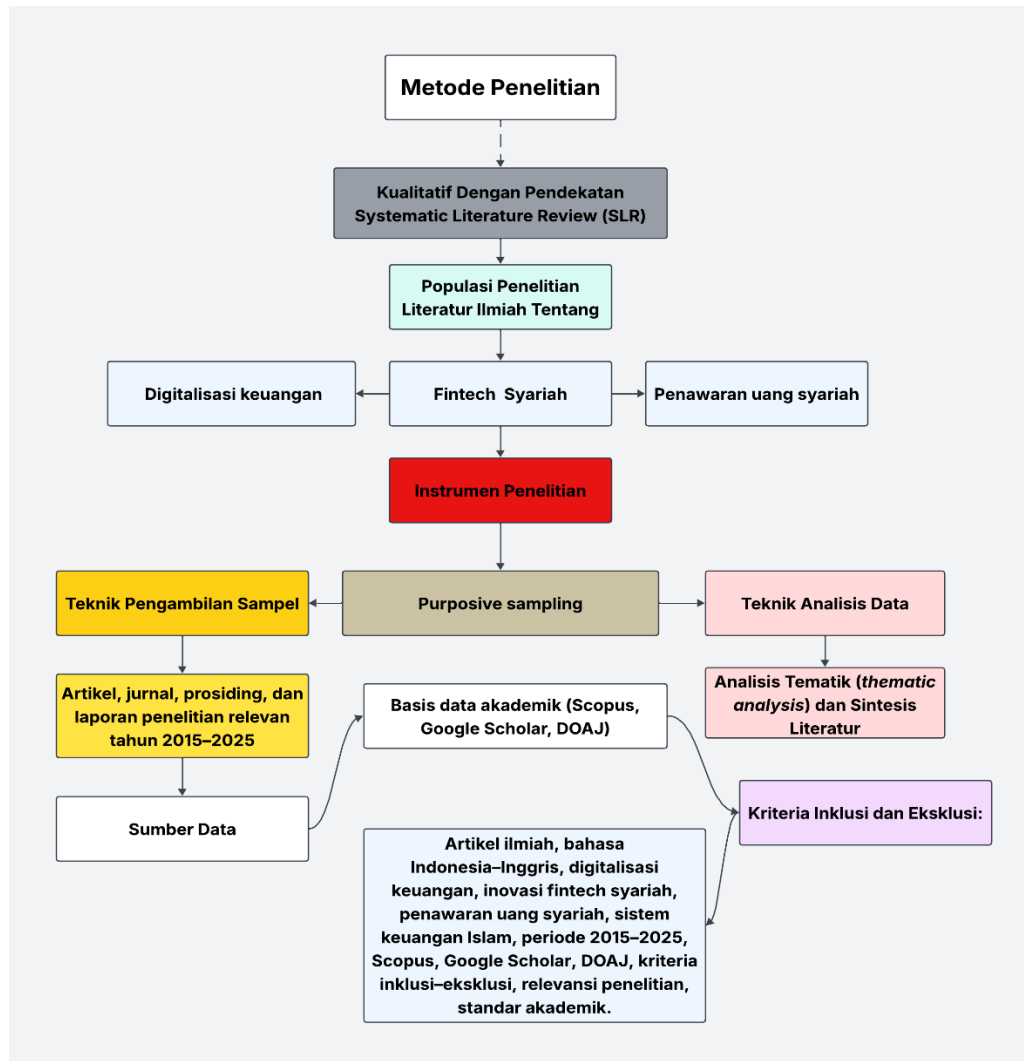 Metode Penelitian
Kualitatif Dengan Pendekatan
Systematic Literature Review (SLR)
Populasi Penelitian
Literatur Ilmiah Tentang
Digitalisasi keuangan
Fintech  Syariah
Penawaran uang syariah
Instrumen Penelitian
Teknik Pengambilan Sampel
Purposive sampling
Teknik Analisis Data
Artikel, jurnal, prosiding, dan
laporan penelitian relevan
tahun 2015–2025
Analisis Tematik (thematic
analysis) dan Sintesis
Literatur
Basis data akademik (Scopus,
Google Scholar, DOAJ)
Sumber Data
Kriteria Inklusi dan Eksklusi:
Artikel ilmiah, bahasa
Indonesia–Inggris, digitalisasi
keuangan, inovasi fintech syariah,
penawaran uang syariah, sistem
keuangan Islam, periode 2015–2025,
Scopus, Google Scholar, DOAJ, kriteria
inklusi–eksklusi, relevansi penelitian,
standar akademik.